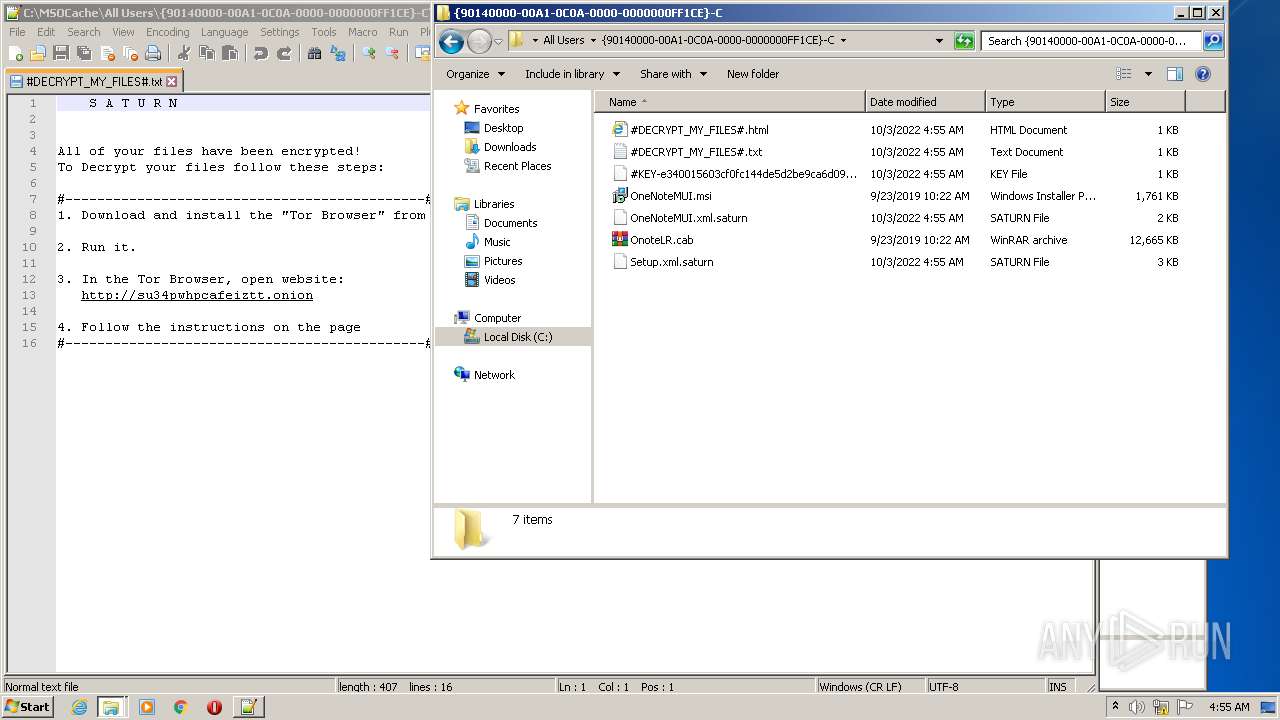 C:\MSOCache\All Users\{90140000-00A1-0C0A-0000-0000000FF1CE}-C
File Edit Search View Encoding Language Settings Tools Macro Run
#DECRYPT_MY_FILES#.txt
1 S A T U R N
2
3
4 All of your files have been encrypted!
5 To Decrypt your files follow these steps:
6
7 #---------------------------------------------#
8 1. Download and install the "Tor Browser" from
9
10 2. Run it.
11
12 3. In the Tor Browser, open website:
13 http://su34pwhpcafeiztt.onion
14
15 4. Follow the instructions on the page
16 #---------------------------------------------#
Normal text file
length : 407 lines : 16
Ln : 1 Col : 1 Pos : 1
Windows (CR LF)
UTF-8
INS
{90140000-00A1-0C0A-0000-0000000FF1CE}-C
All Users {90140000-00A1-0C0A-0000-0000000FF1CE}-C
Search {90140000-00A1-0C0A-0000-0...
Organize Include in library Share with New folder
Favorites
Desktop
Downloads
Recent Places
Libraries
Documents
Music
Pictures
Videos
Computer
Local Disk (C:)
Network
Name Date modified Type Size
#DECRYPT_MY_FILES#.html 10/3/2022 4:55 AM HTML Document 1 KB
#DECRYPT_MY_FILES#.txt 10/3/2022 4:55 AM Text Document 1 KB
#KEY-e340015603cf0fc144de5d2be9ca6d09... 10/3/2022 4:55 AM KEY File 1 KB
OneNoteMUI.msi 9/23/2019 10:22 AM Windows Installer P... 1,761 KB
OneNoteMUI.xml.saturn 10/3/2022 4:55 AM SATURN File 2 KB
OnoteLR.cab 9/23/2019 10:22 AM WinRAR archive 12,665 KB
Setup.xml.saturn 10/3/2022 4:55 AM SATURN File 3 KB
7 items
ANY RUN
Start
4:55 AM